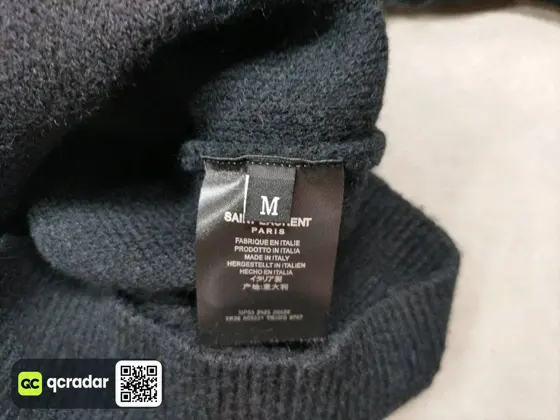 M
SAINT LAURENT
PARIS
FABRIQUE EN ITALIE
PRODOTTO IN ITALIA
MADE IN ITALY
HERGESTELLT IN ITALIEN
HECHO EN ITALIA
イタリア製
产地:意大利
qcradar